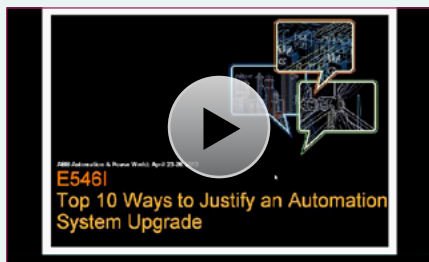 ABB Automation & Power World: April 23-26
E546I
Top 10 Ways to Justify an Automation
System Upgrade